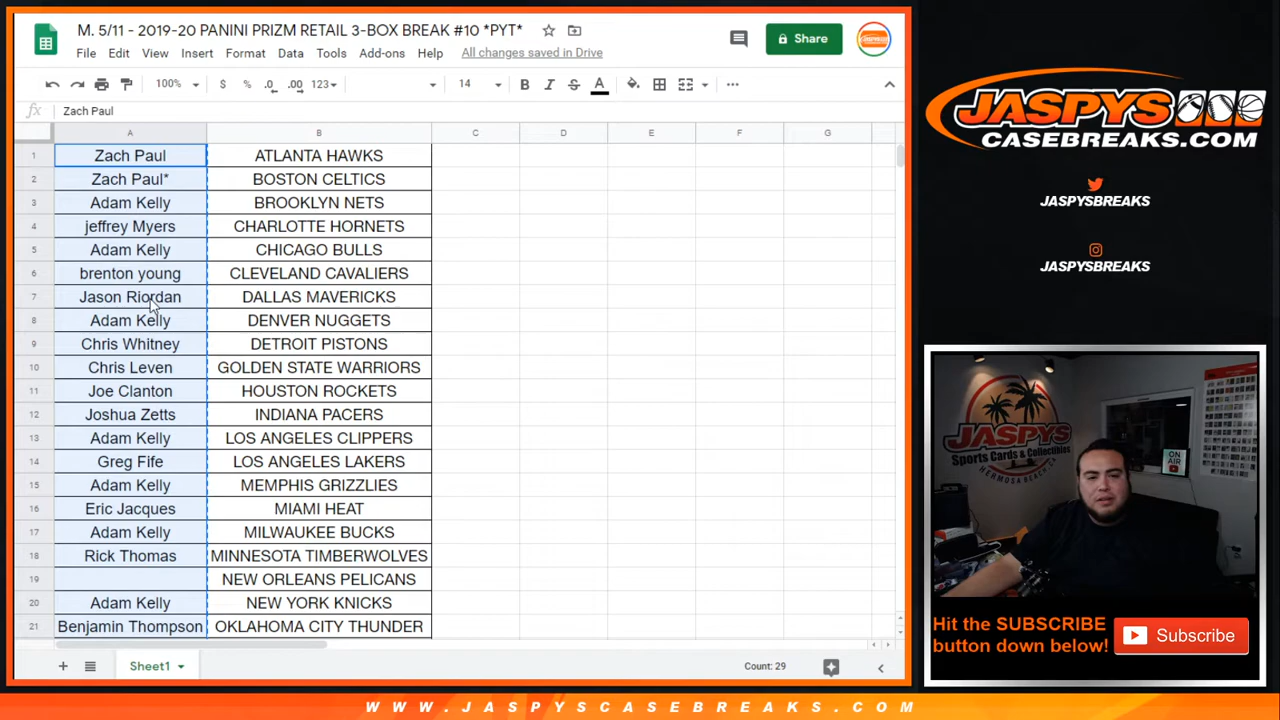 M. 5/11 - 2019-20 PANINI PRIZM RETAIL 3-BOX BREAK #10 *PYT*
File Edit View Insert Format Data Tools Add-ons Help All changes saved in Drive
Share
100% $ % .0 .00 123 14 B I S A
fx Zach Paul
A B C D E F G
1 Zach Paul ATLANTA HAWKS
2 Zach Paul* BOSTON CELTICS
3 Adam Kelly BROOKLYN NETS
4 jeffrey Myers CHARLOTTE HORNETS
5 Adam Kelly CHICAGO BULLS
6 brenton young CLEVELAND CAVALIERS
7 Jason Riordan DALLAS MAVERICKS
8 Adam Kelly DENVER NUGGETS
9 Chris Whitney DETROIT PISTONS
10 Chris Leven GOLDEN STATE WARRIORS
11 Joe Clanton HOUSTON ROCKETS
12 Joshua Zetts INDIANA PACERS
13 Adam Kelly LOS ANGELES CLIPPERS
14 Greg Fife LOS ANGELES LAKERS
15 Adam Kelly MEMPHIS GRIZZLIES
16 Eric Jacques MIAMI HEAT
17 Adam Kelly MILWAUKEE BUCKS
18 Rick Thomas MINNESOTA TIMBERWOLVES
19 NEW ORLEANS PELICANS
20 Adam Kelly NEW YORK KNICKS
21 Benjamin Thompson OKLAHOMA CITY THUNDER
Sheet1
Count: 29
JASPYS
CASEBREAKS.COM
JASPYSBREAKS
JASPYSBREAKS
JASPYS
Sports Cards & Collectibles
HERMOSA BEACH, CA
ON AIR
Hit the SUBSCRIBE
button down below!
Subscribe
WWW.JASPYSCASEBREAKS.COM